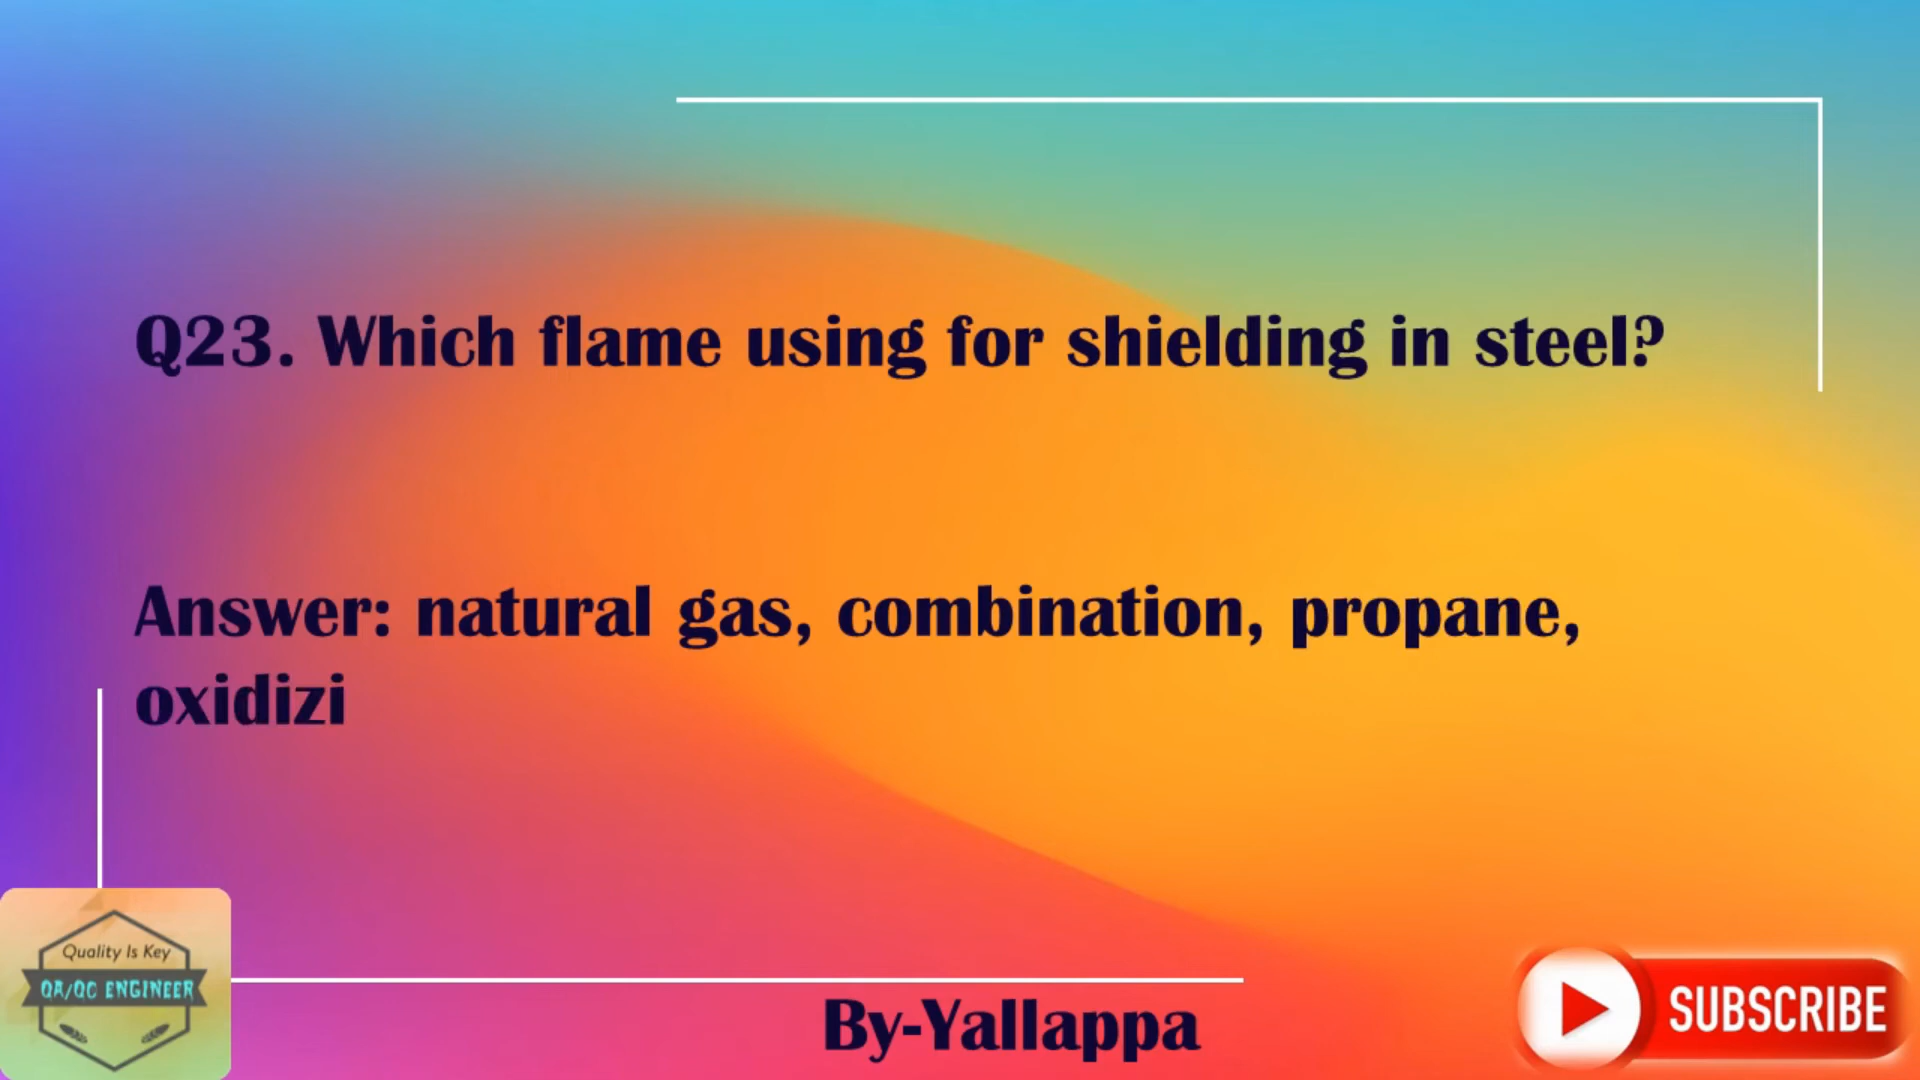 Q23. Which flame using for shielding in steel?
Answer: natural gas, combination, propane,
oxidizi
Quality Is Key
QA/QC ENGINEER
By-Yallappa
SUBSCRIBE